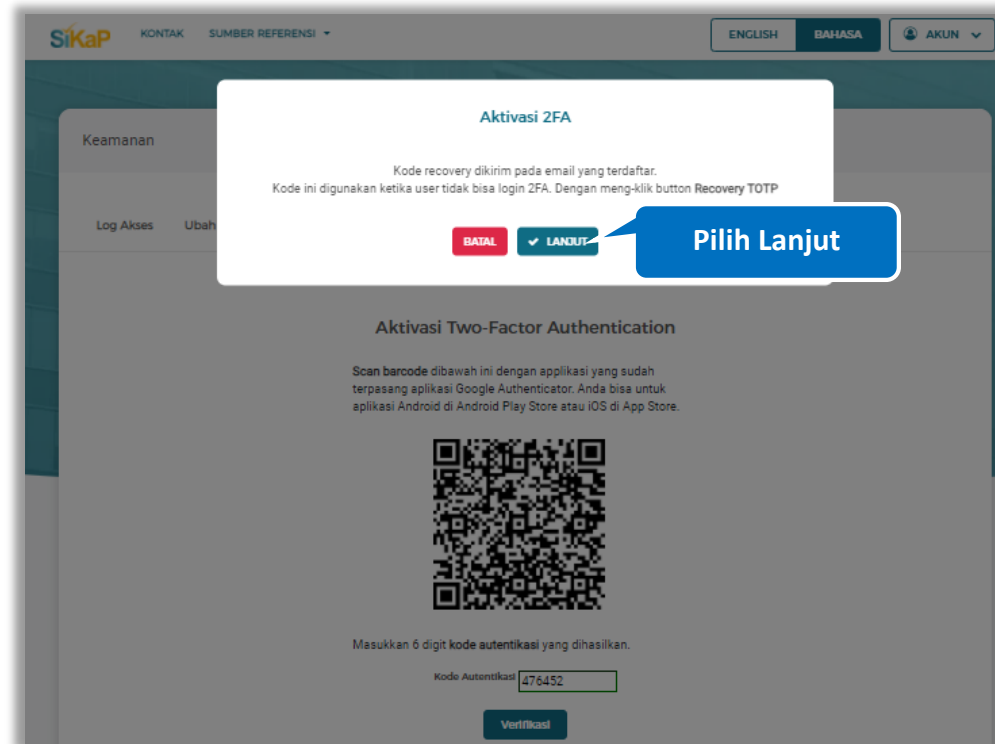 SiKaP KONTAK SUMBER REFERENSI ENGLISH BAHASA AKUN
Aktivasi 2FA
Keamanan
Kode recovery dikirim pada email yang terdaftar.
Kode ini digunakan ketika user tidak bisa login 2FA. Dengan meng-klik button Recovery TOTP
Log Akses Ubah
BATAL LANJUT
Pilih Lanjut
Aktivasi Two-Factor Authentication
Scan barcode dibawah ini dengan applikasi yang sudah
terpasang aplikasi Google Authenticator. Anda bisa untuk
aplikasi Android di Android Play Store atau iOS di App Store.
Masukkan 6 digit kode autentikasi yang dihasilkan.
Kode Autentikasi 476452
Verifikasi